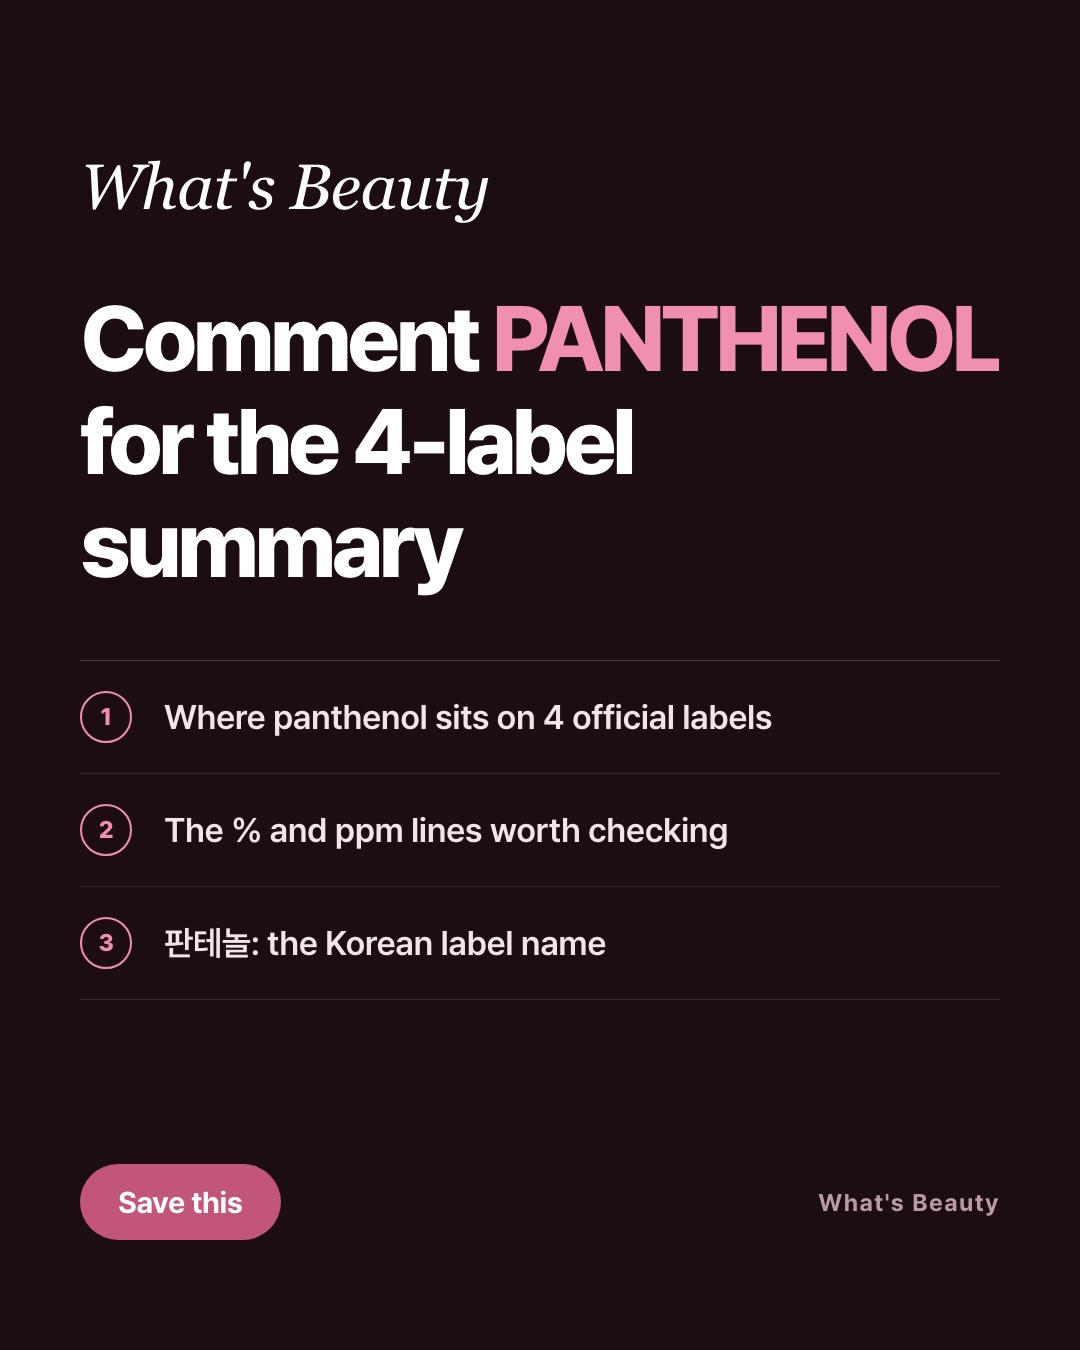 What's Beauty
Comment PANTHENOL
for the 4-label
summary
1 Where panthenol sits on 4 official labels
2 The % and ppm lines worth checking
3 판테놀: the Korean label name
Save this
What's Beauty